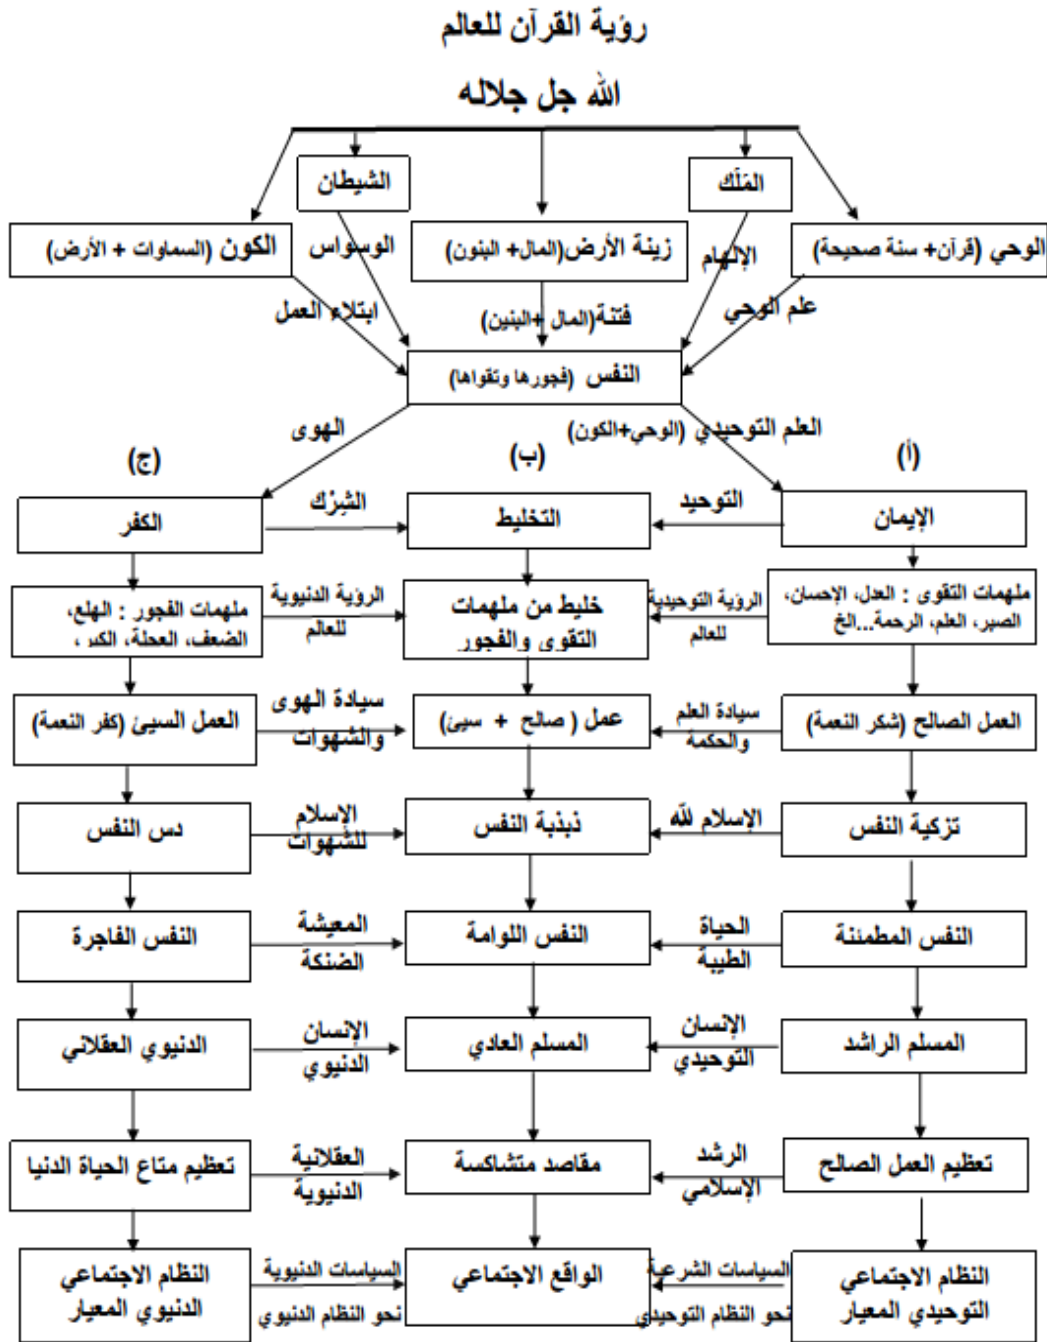 رؤية القرآن للعالم
الله جل جلاله
الملك
الشيطان
الوحي (قرآن+ سنة صحيحة)
الإلهام
زينة الأرض(المال+ البنون)
الوسواس
الكون (السماوات + الأرض)
علم الوحي
فتنة(المال +البنين)
ابتلاء العمل
النفس (فجورها وتقواها)
العلم التوحيدي (الوحي+الكون)
الهوى
(أ)
(ب)
(ج)
الإيمان
التوحيد
التخليط
الشِرْك
الكفر
ملهمات التقوى : العدل، الإحسان،
الصبر، العلم، الرحمة...الخ
الرؤية التوحيدية
للعالم
خليط من ملهمات
التقوى والفجور
الرؤية الدنيوية
للعالم
ملهمات الفجور : الهلع،
الضعف، العجلة، الكبر،
العمل الصالح (شكر النعمة)
سيادة العلم
والحكمة
عمل ( صالح + سيئ)
سيادة الهوى
والشهوات
العمل السيئ (كفر النعمة)
تزكية النفس
الإسلام لله
ذبذبة النفس
الإسلام
للشهوات
دس النفس
النفس المطمئنة
الحياة
الطيبة
النفس اللوامة
المعيشة
الضنكة
النفس الفاجرة
المسلم الراشد
الإنسان
التوحيدي
المسلم العادي
الإنسان
الدنيوي
الدنيوي العقلاني
تعظيم العمل الصالح
الرشد
الإسلامي
مقاصد متشاكسة
العقلانية
الدنيوية
تعظيم متاع الحياة الدنيا
النظام الاجتماعي
التوحيدي المعيار
السياسات الشرعية
نحو النظام التوحيدي
الواقع الاجتماعي
السياسات الدنيوية
نحو النظام الدنيوي
النظام الاجتماعي
الدنيوي المعيار